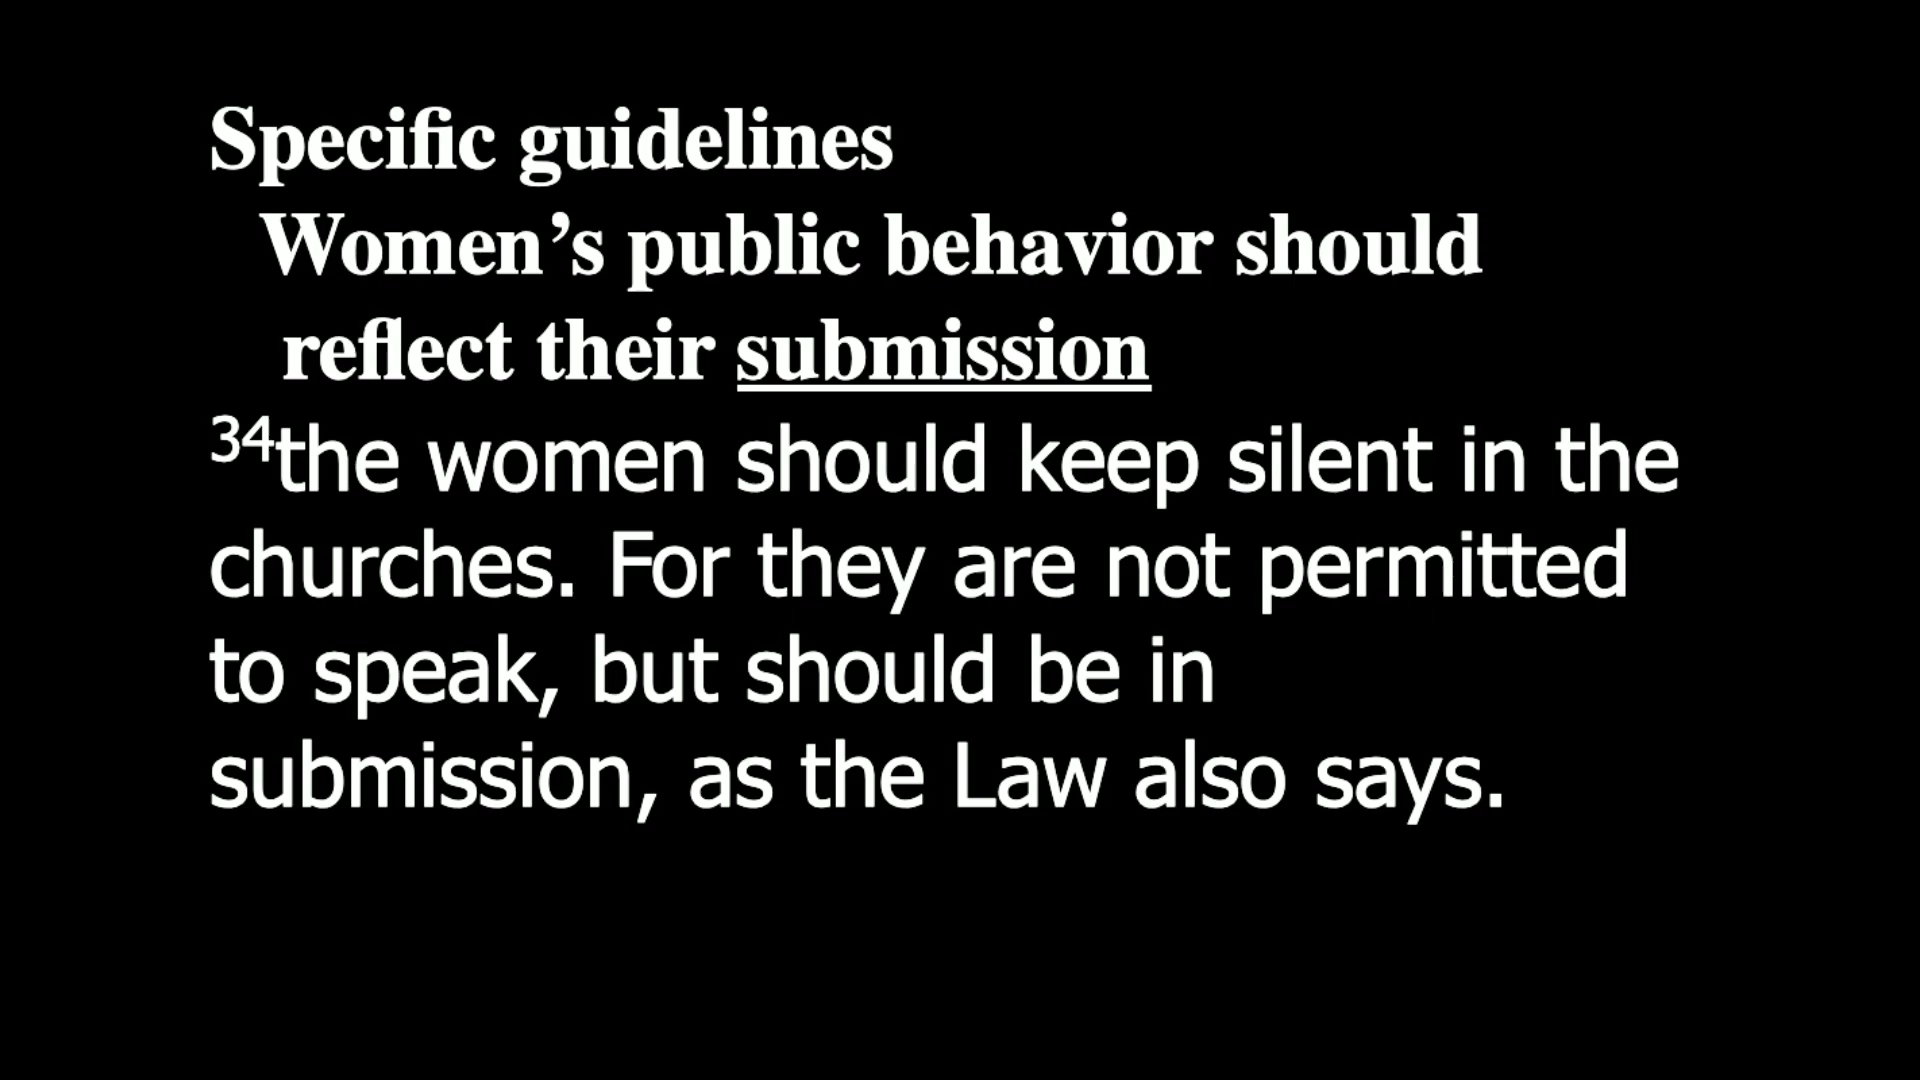 Specific guidelines
Women’s public behavior should
reflect their submission
34the women should keep silent in the
churches. For they are not permitted
to speak, but should be in
submission, as the Law also says.